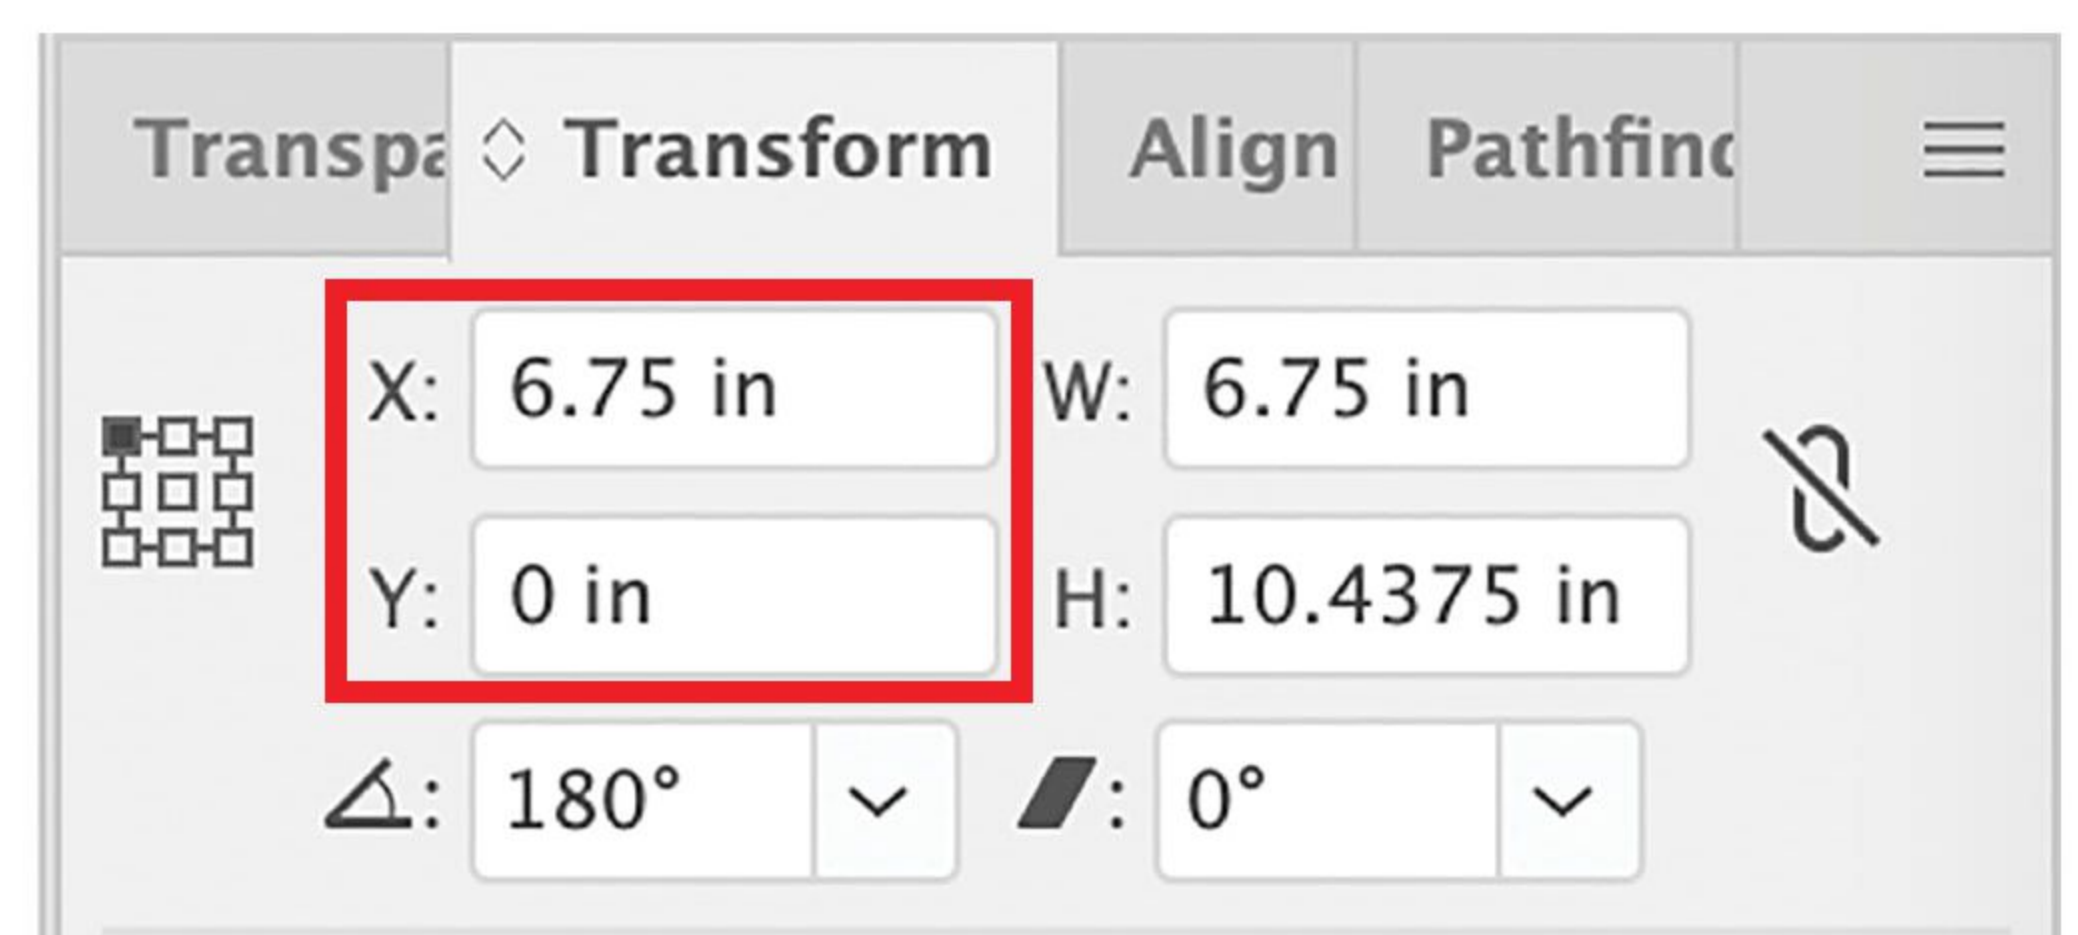 Transpa Transform Align Pathfind
X: 6.75 in W: 6.75 in
Y: 0 in H: 10.4375 in
: 180° : 0°